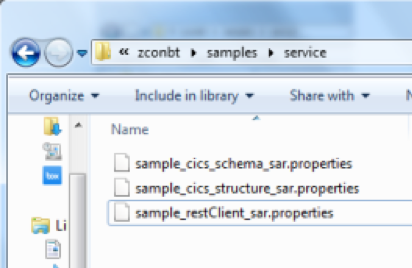 « zconbt ▸ samples ▸ service
Organize Include in library Share with
Name
sample_cics_schema_sar.properties
sample_cics_structure_sar.properties
sample_restClient_sar.properties
Li